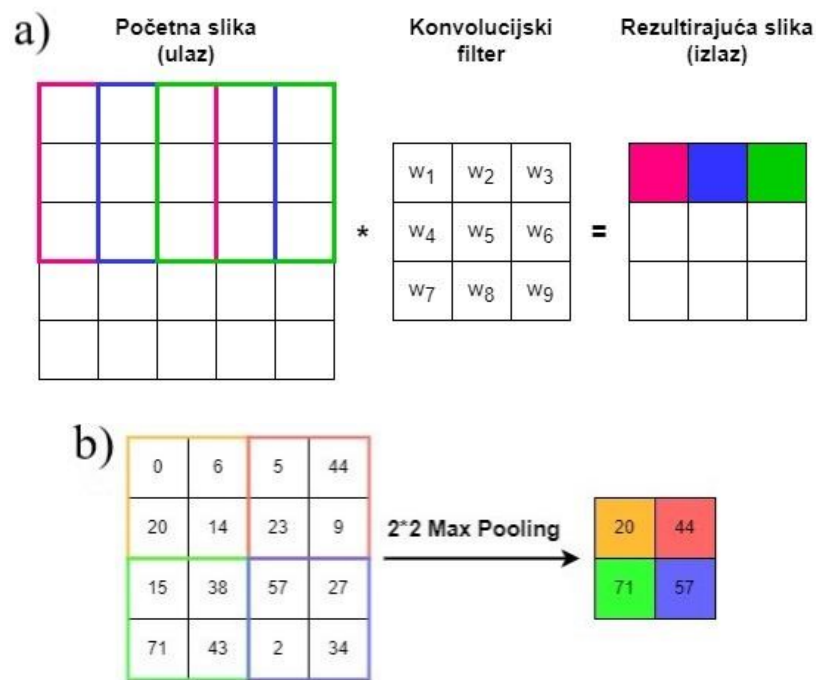 a)
Početna slika
(ulaz)
Konvolucijski
filter
Rezultirajuća slika
(izlaz)
w1 w2 w3
* w4 w5 w6 =
w7 w8 w9
b)
0 6 5 44
20 14 23 9
2*2 Max Pooling
20 44
15 38 57 27
71 57
71 43 2 34